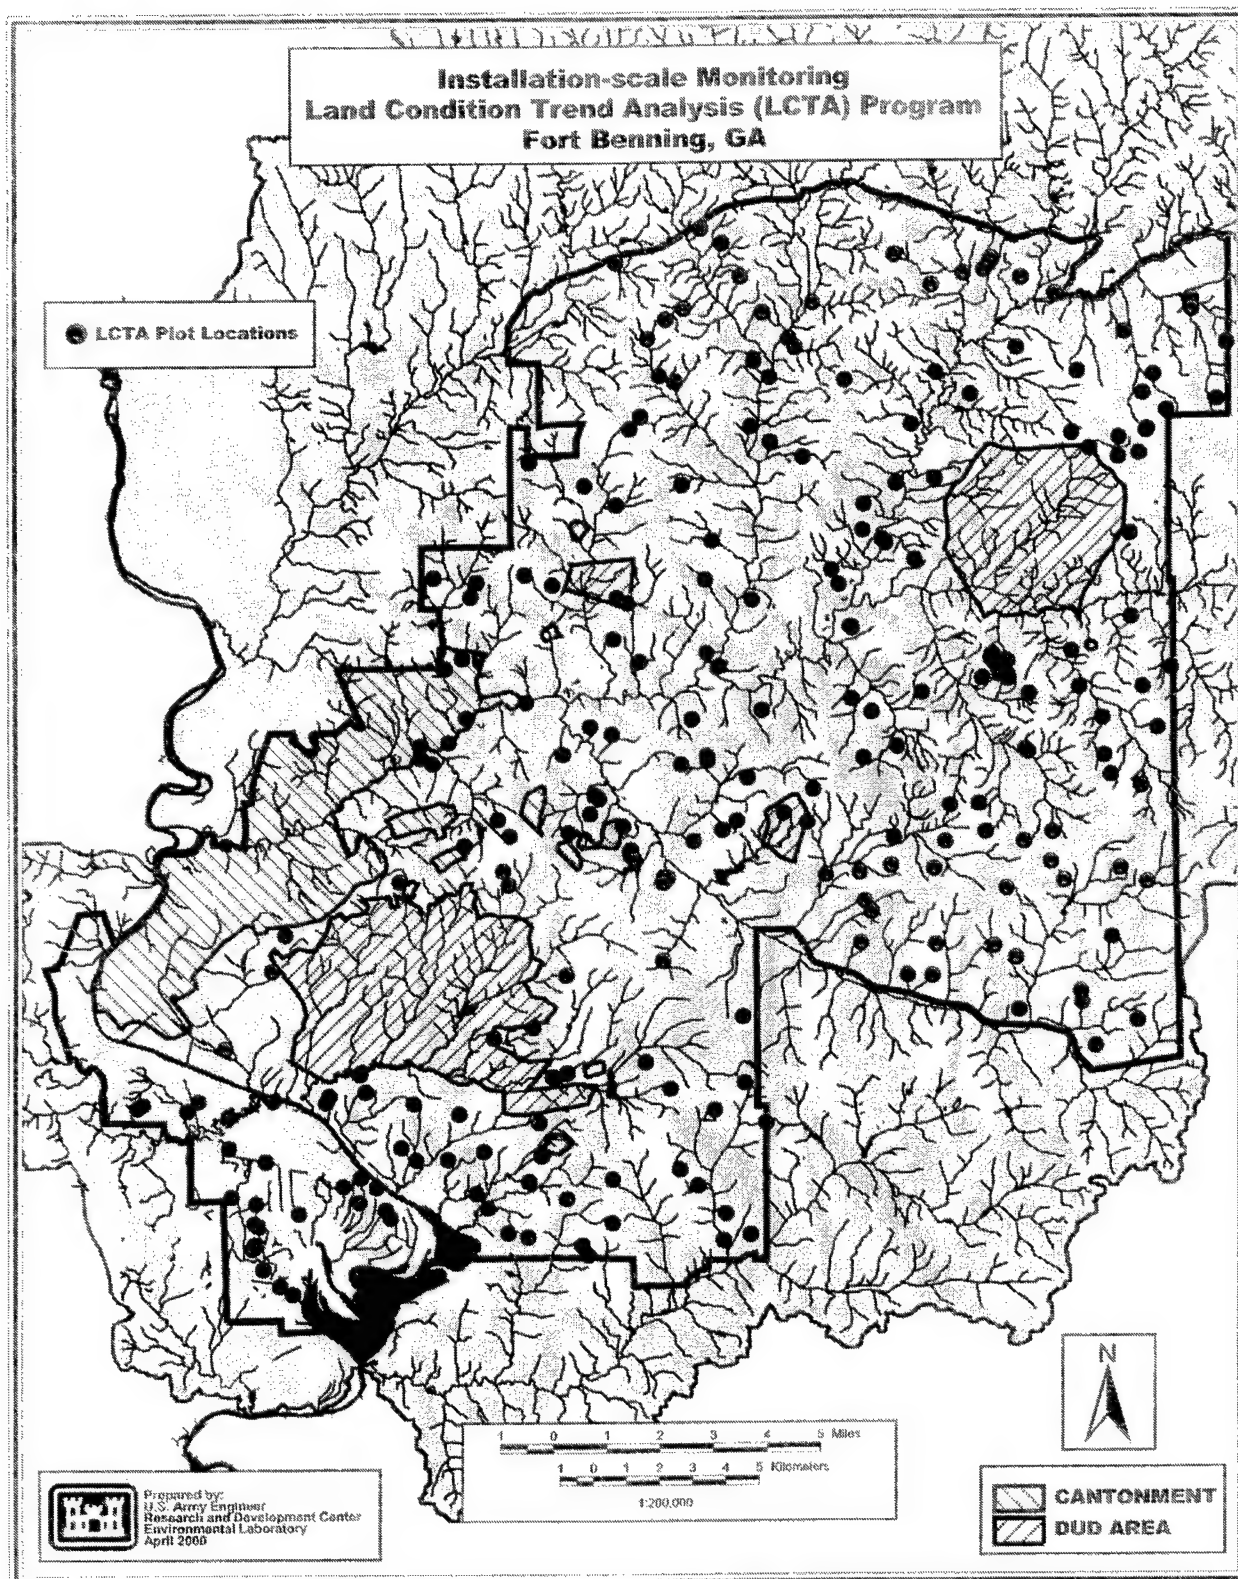 Installation-scale Monitoring
Land Condition Trend Analysis (LCTA) Program
Fort Benning, GA
LCTA Plot Locations
N
1 0 1 2 3 4 5 Miles
1 0 1 2 3 4 5 Kilometers
1:200,000
Prepared by:
U.S. Army Engineer
Research and Development Center
Environmental Laboratory
April 2000
CANTONMENT
DUD AREA